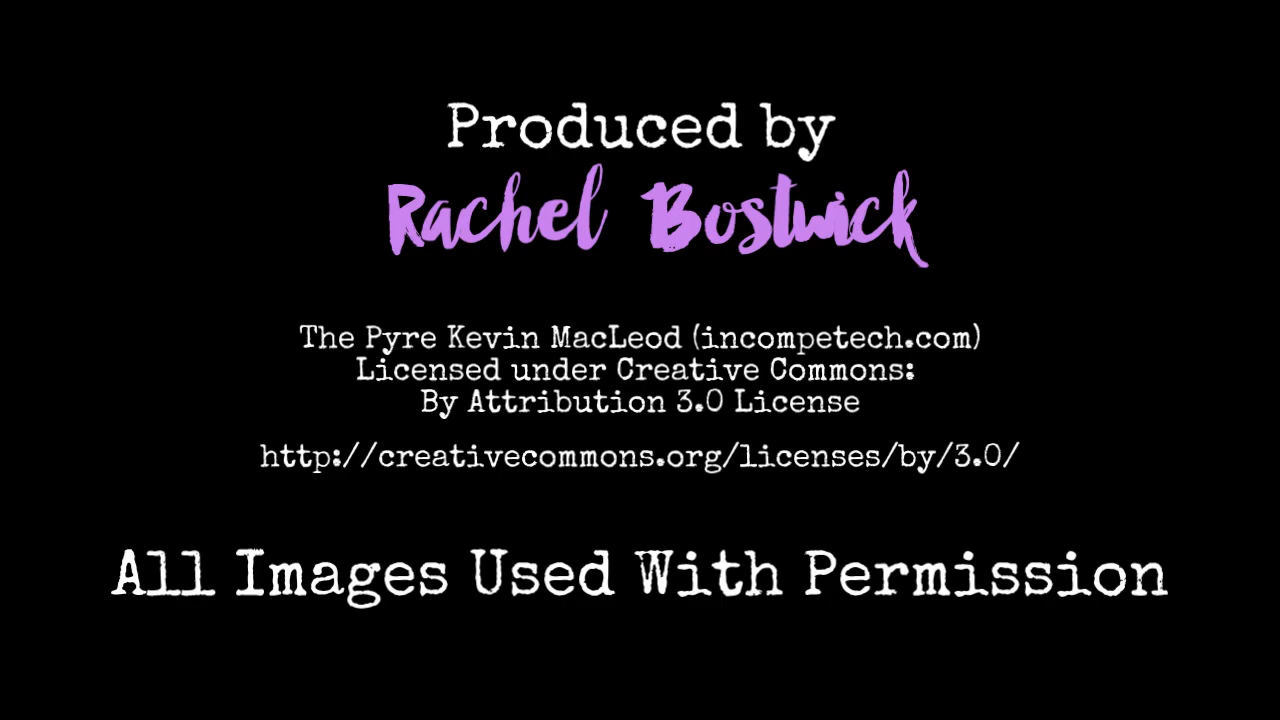 Produced by
Rachel Bostwick
The Pyre Kevin MacLeod (incompetech.com)
Licensed under Creative Commons:
By Attribution 3.0 License
http://creativecommons.org/licenses/by/3.0/
All Images Used With Permission